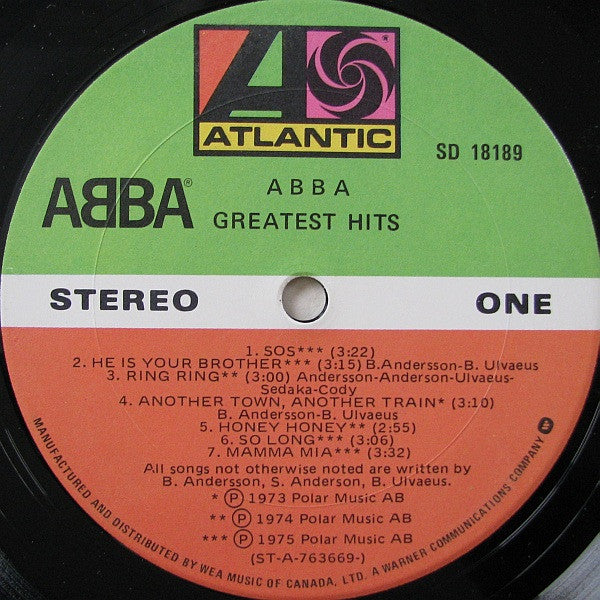 ATLANTIC
SD 18189
ABBA®
ABBA
GREATEST HITS
STEREO
ONE
1. SOS*** (3:22)
2. HE IS YOUR BROTHER*** (3:15) B.Andersson-B. Ulvaeus
3. RING RING** (3:00) Andersson-Anderson-Ulvaeus-
Sedaka-Cody
4. ANOTHER TOWN, ANOTHER TRAIN* (3:10)
B. Andersson-B. Ulvaeus
5. HONEY HONEY** (2:55)
6. SO LONG*** (3:06)
7. MAMMA MIA*** (3:32)
All songs not otherwise noted are written by
B. Andersson, S. Anderson, B. Ulvaeus.
* Ⓟ 1973 Polar Music AB
** Ⓟ 1974 Polar Music AB
*** Ⓟ 1975 Polar Music AB
(ST-A-763669-)
MANUFACTURED AND DISTRIBUTED BY WEA MUSIC OF CANADA, LTD. A WARNER COMMUNICATIONS COMPANY